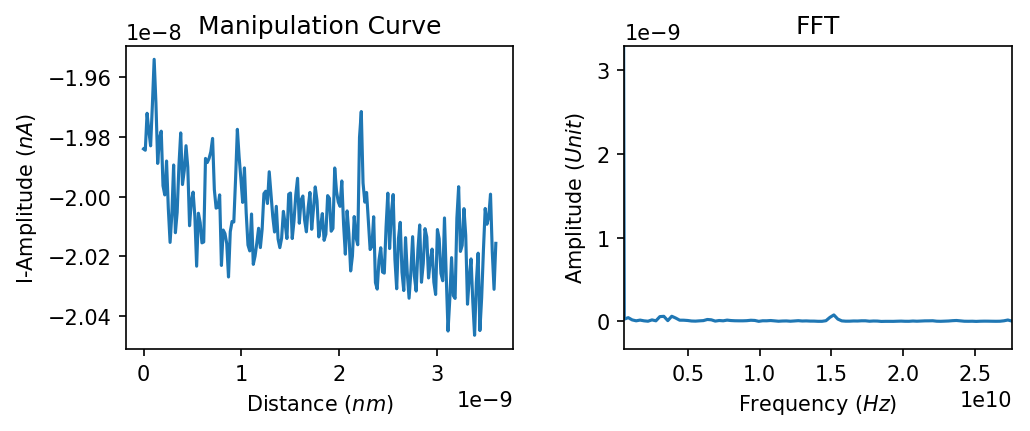 Manipulation Curve
1e−8
−1.96
−1.98
−2.00
−2.02
−2.04
I-Amplitude (nA)
0 1 2 3
1e−9
Distance (nm)
FFT
1e−9
3
2
1
0
Amplitude (Unit)
0.5 1.0 1.5 2.0 2.5
1e10
Frequency (Hz)